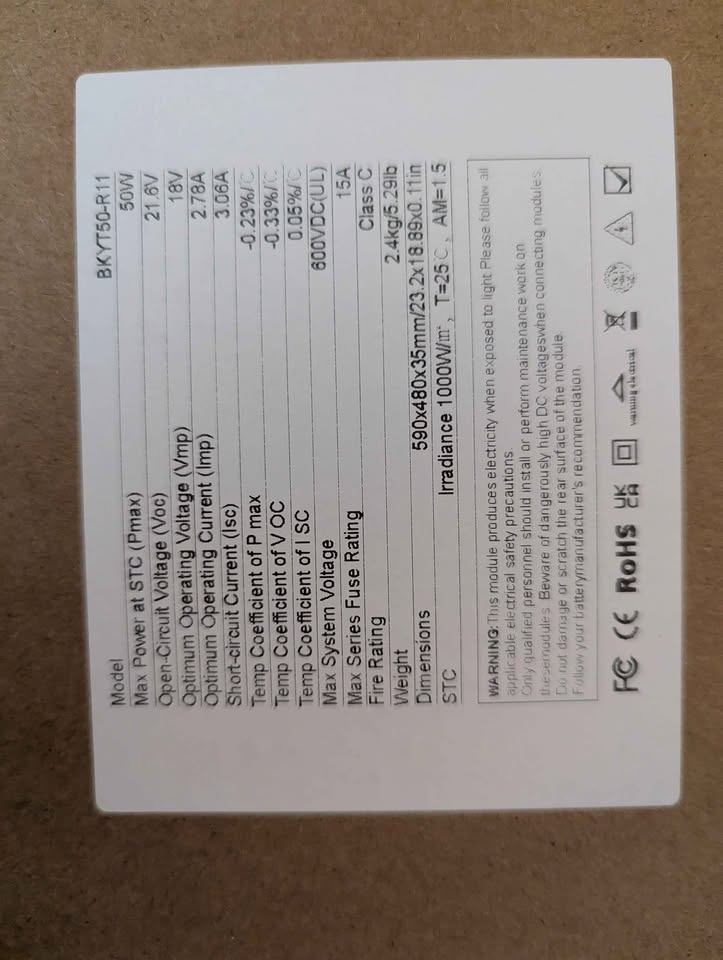 Model BKYT50-R11
Max Power at STC (Pmax) 50W
Open-Circuit Voltage (Voc) 21.6V
Optimum Operating Voltage (Vmp) 18V
Optimum Operating Current (Imp) 2.78A
Short-circuit Current (Isc) 3.06A
Temp Coefficient of P max -0.23%/℃
Temp Coefficient of V OC -0.33%/℃
Temp Coefficient of I SC 0.05%/℃
Max System Voltage 600VDC(UL)
Max Series Fuse Rating 15A
Fire Rating Class C
Weight 2.4kg/5.29lb
Dimensions 590x480x35mm/23.2x18.89x0.11in
STC Irradiance 1000W/㎡, T=25℃, AM=1.5
WARNING:This module produces electricity when exposed to light.Please follow all
applicable electrical safety precautions.
Only qualified personnel should install or perform maintenance work on
thesemodules. Beware of dangerously high DC voltageswhen connecting modules.
Do not damage or scratch the rear surface of the module.
Follow your batterymanufacturer's recommendation.
FC CE RoHS UK CA warning electrical